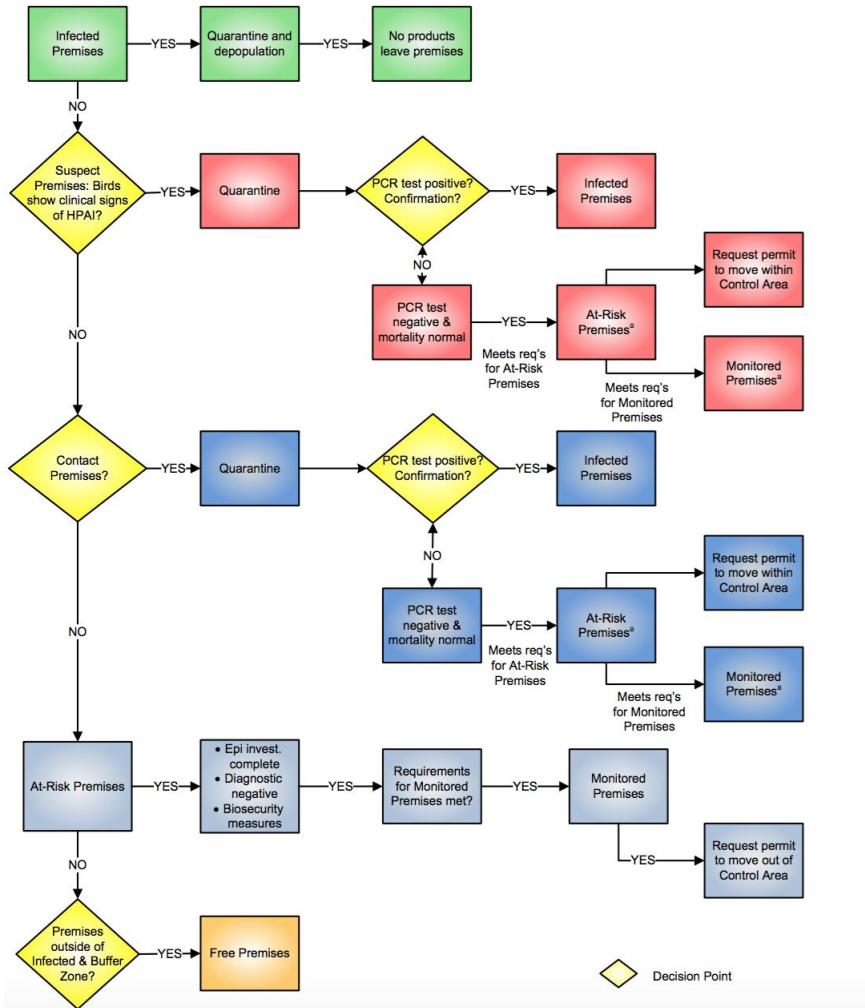 Infected
Premises
YES
Quarantine and
depopulation
YES
No products
leave premises
NO
Suspect
Premises: Birds
show clinical signs
of HPAI?
YES
Quarantine
PCR test positive?
Confirmation?
YES
Infected
Premises
NO
PCR test
negative &
mortality normal
YES
Meets req's
for At-Risk
Premises
At-Risk
Premisesª
Request permit
to move within
Control Area
Meets req's
for Monitored
Premises
Monitored
Premisesª
NO
Contact
Premises?
YES
Quarantine
PCR test positive?
Confirmation?
YES
Infected
Premises
NO
PCR test
negative &
mortality normal
YES
Meets req's
for At-Risk
Premises
At-Risk
Premisesª
Request permit
to move within
Control Area
Meets req's
for Monitored
Premises
Monitored
Premisesª
NO
At-Risk Premises
YES
• Epi invest.
complete
• Diagnostic
negative
• Biosecurity
measures
YES
Requirements
for Monitored
Premises met?
YES
Monitored
Premises
YES
Request permit
to move out of
Control Area
NO
Premises
outside of
Infected & Buffer
Zone?
YES
Free Premises
Decision Point